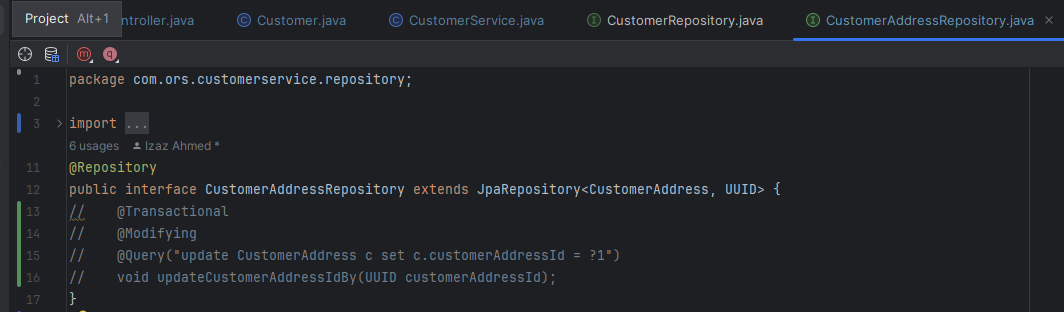 Project Alt+1
ntroller.java Customer.java CustomerService.java CustomerRepository.java CustomerAddressRepository.java
1 package com.ors.customerservice.repository;
2
3 import ...
6 usages Izaz Ahmed *
11 @Repository
12 public interface CustomerAddressRepository extends JpaRepository<CustomerAddress, UUID> {
13 // @Transactional
14 // @Modifying
15 // @Query("update CustomerAddress c set c.customerAddressId = ?1")
16 // void updateCustomerAddressIdBy(UUID customerAddressId);
17 }